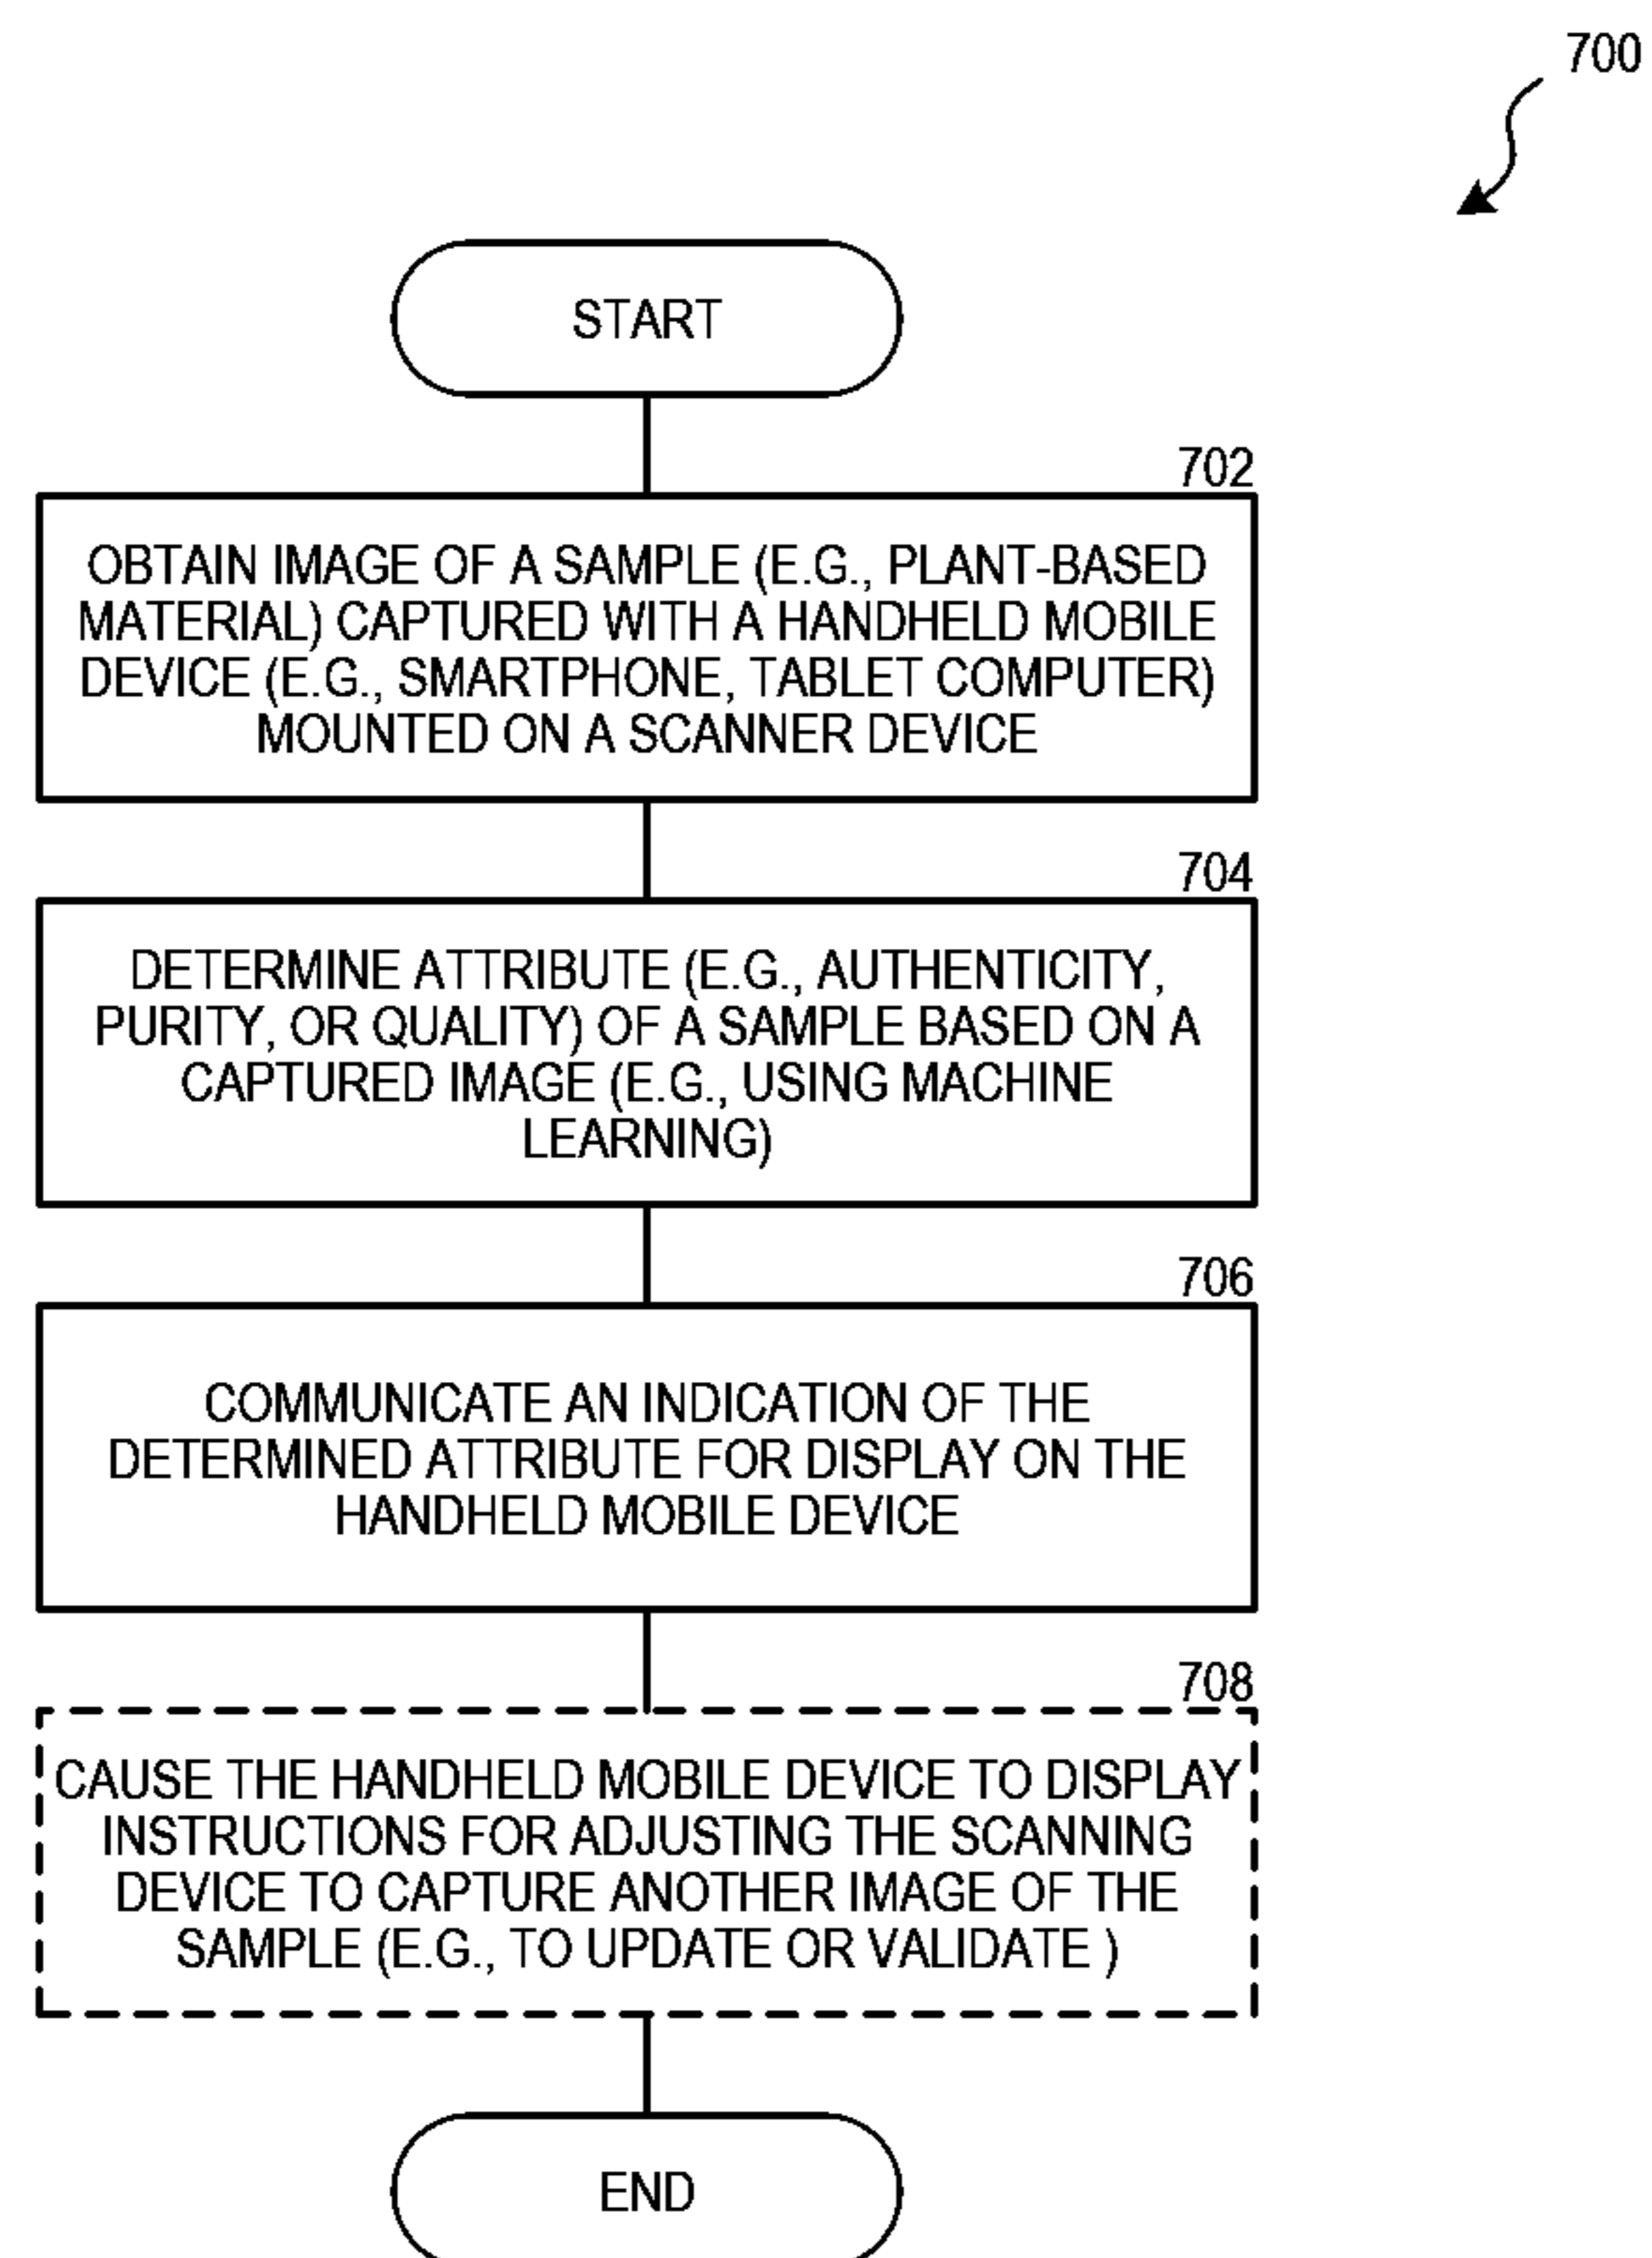 700
START
702
OBTAIN IMAGE OF A SAMPLE (E.G., PLANT-BASED
MATERIAL) CAPTURED WITH A HANDHELD MOBILE
DEVICE (E.G., SMARTPHONE, TABLET COMPUTER)
MOUNTED ON A SCANNER DEVICE
704
DETERMINE ATTRIBUTE (E.G., AUTHENTICITY,
PURITY, OR QUALITY) OF A SAMPLE BASED ON A
CAPTURED IMAGE (E.G., USING MACHINE
LEARNING)
706
COMMUNICATE AN INDICATION OF THE
DETERMINED ATTRIBUTE FOR DISPLAY ON THE
HANDHELD MOBILE DEVICE
708
CAUSE THE HANDHELD MOBILE DEVICE TO DISPLAY
INSTRUCTIONS FOR ADJUSTING THE SCANNING
DEVICE TO CAPTURE ANOTHER IMAGE OF THE
SAMPLE (E.G., TO UPDATE OR VALIDATE )
END